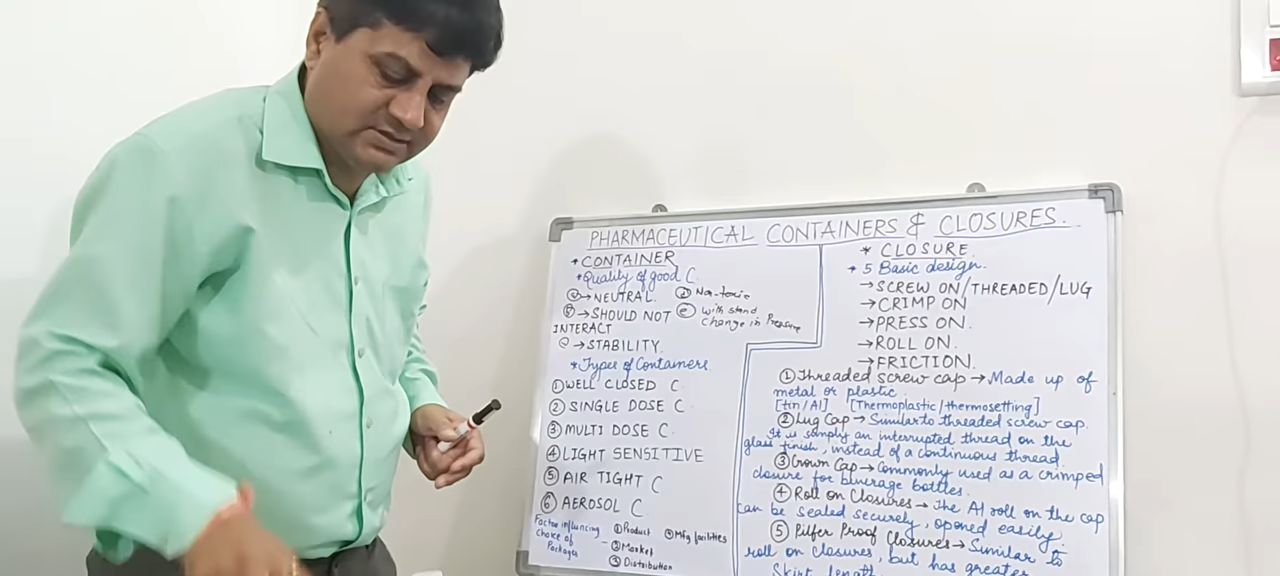 PHARMACEUTICAL CONTAINERS & CLOSURES.
* CONTAINER
* Quality of good C.
ⓐ → NEUTRAL.
ⓑ → SHOULD NOT
INTERACT
ⓒ → STABILITY.
ⓓ Non-toxic
ⓔ with stand
change in Pressure
* Types of Containers.
① WELL CLOSED C
② SINGLE DOSE C
③ MULTI DOSE C
④ LIGHT SENSITIVE
⑤ AIR TIGHT C
⑥ AEROSOL C
Factor influncing
choice of
Packages
① Product
② Market
③ Distribution
④ Mfg facilities
* CLOSURE
* 5 Basic design.
→ SCREW ON/THREADED/LUG
→ CRIMP ON
→ PRESS ON.
→ ROLL ON.
→ FRICTION.
① Threaded screw cap → Made up of
metal or plastic.
[tin/Al] [Thermoplastic/thermosetting]
② Lug Cap → Similar to threaded screw cap.
It is simply an interrupted thread on the
glass finish, instead of a continuous thread.
③ Crown Cap → Commonly used as a crimped
closure for bluerage bottles.
④ Roll on Closures → The Al roll on the cap
can be sealed securely, opened easily.
⑤ Pilfer Proof Closures → Similar to
roll on closures, but has greater
Skirt length